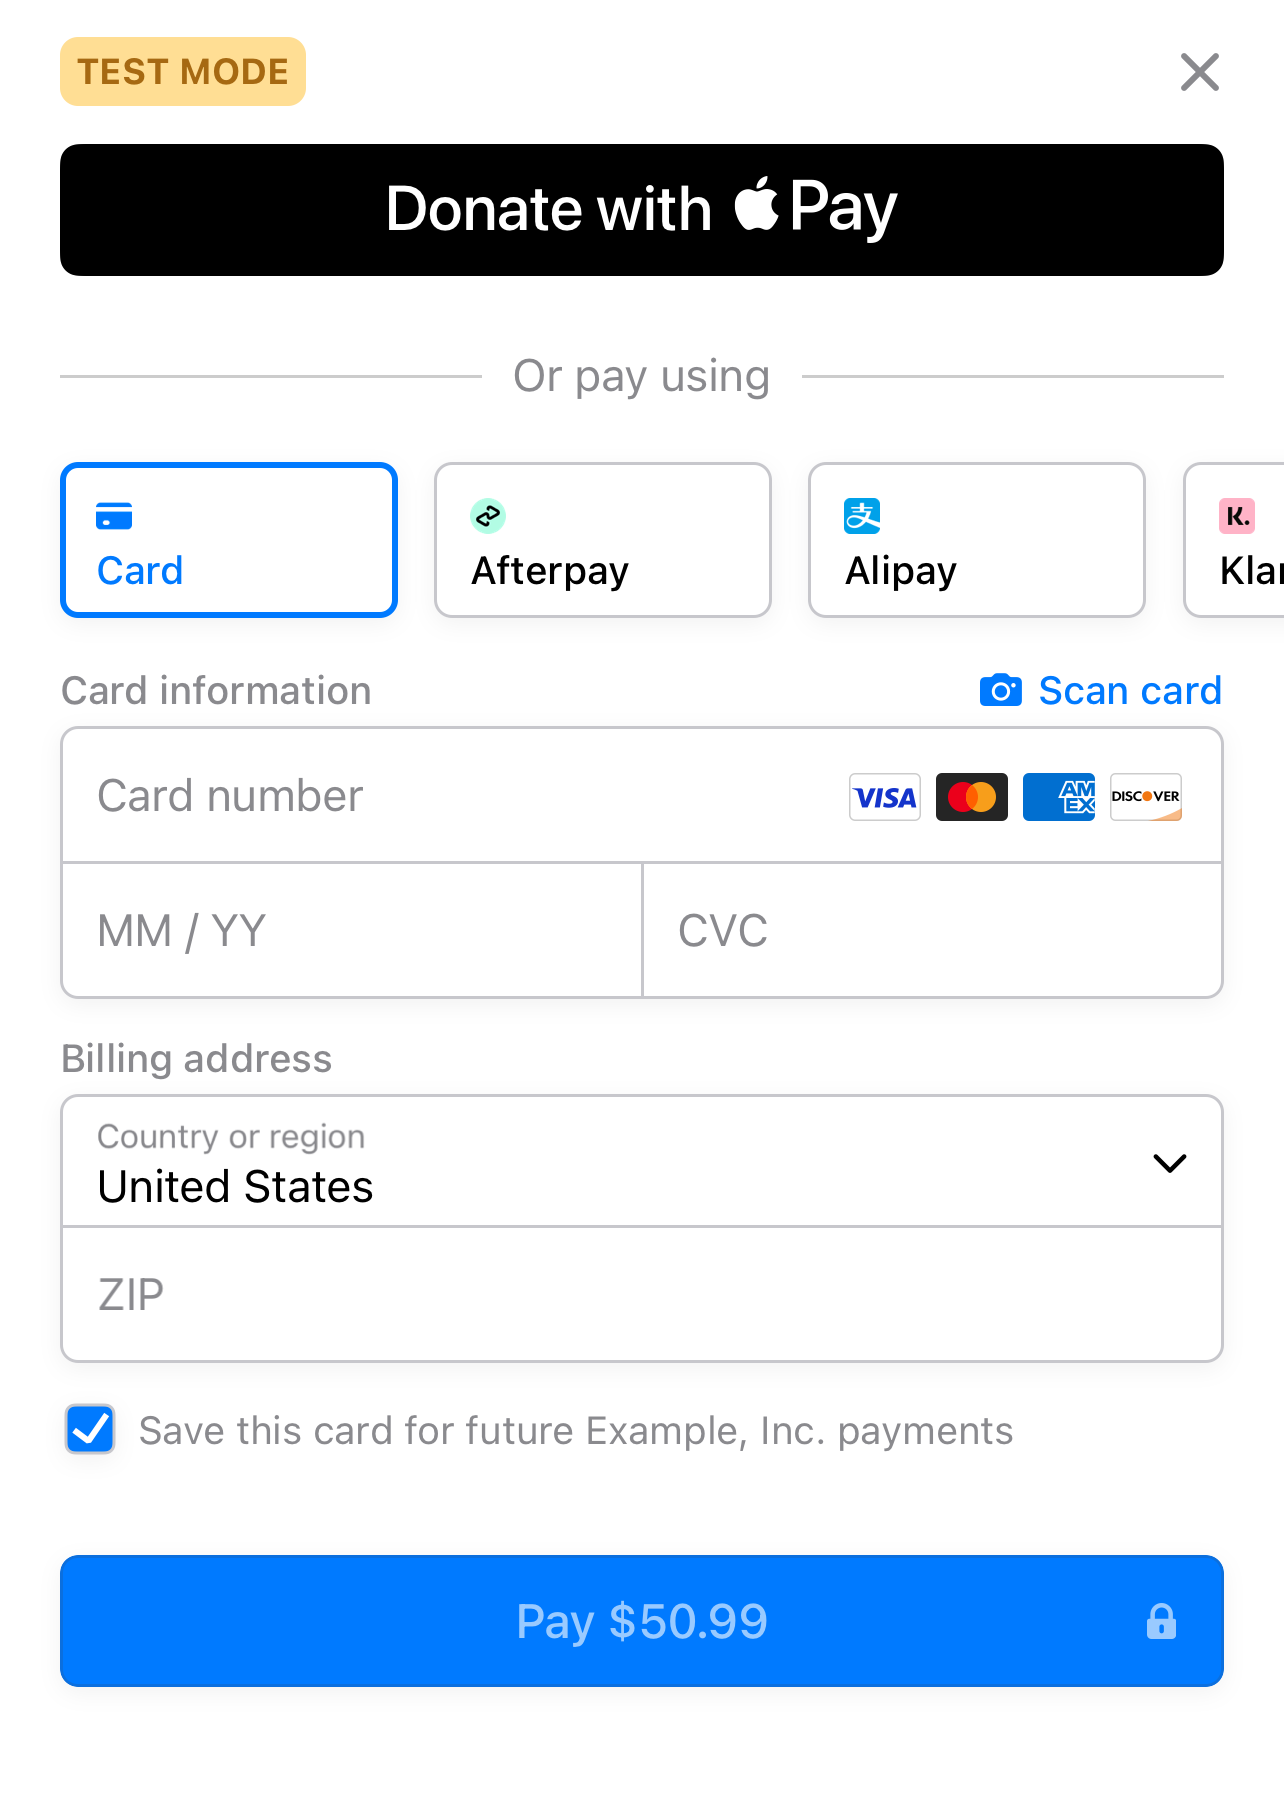 TEST MODE
Donate with Pay
Or pay using
Card
Afterpay
支
Alipay
K.
Klar
Card information
Scan card
Card number
VISA
AM
EX
DISCOVER
MM / YY
CVC
Billing address
Country or region
United States
ZIP
Save this card for future Example, Inc. payments
Pay $50.99